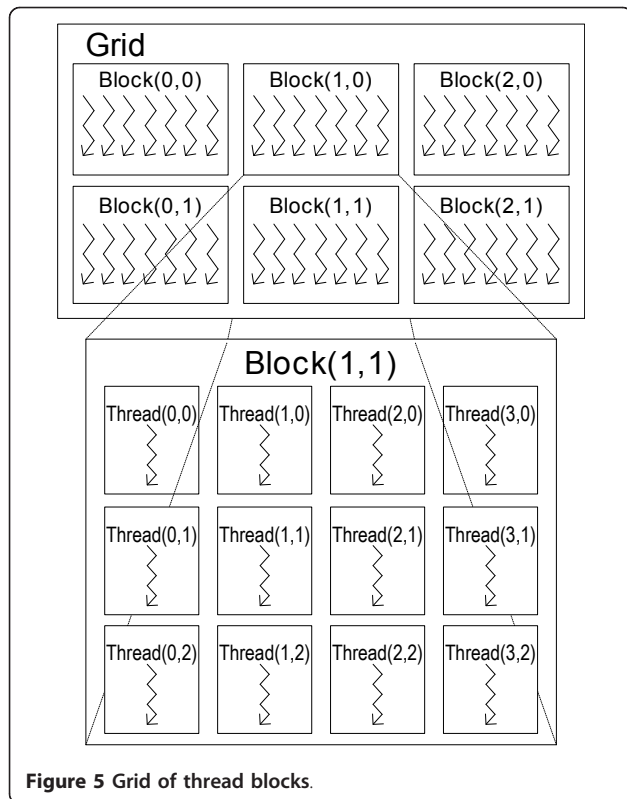 Grid
Block(0,0) Block(1,0) Block(2,0)
Block(0,1) Block(1,1) Block(2,1)
Block(1,1)
Thread(0,0) Thread(1,0) Thread(2,0) Thread(3,0)
Thread(0,1) Thread(1,1) Thread(2,1) Thread(3,1)
Thread(0,2) Thread(1,2) Thread(2,2) Thread(3,2)
Figure 5 Grid of thread blocks.